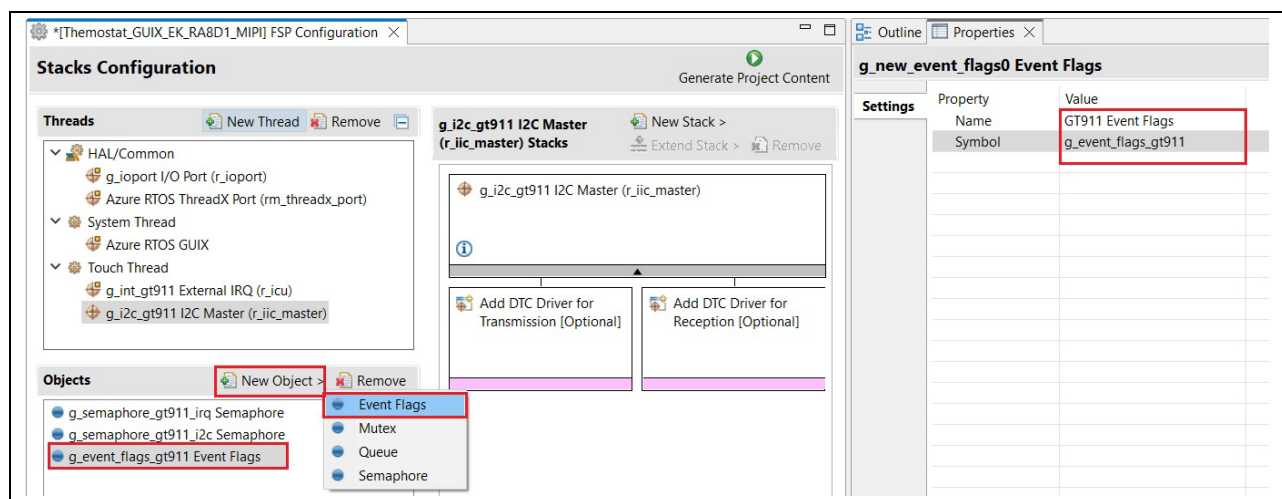 *[Themostat_GUIX_EK_RA8D1_MIPI] FSP Configuration
Stacks Configuration
Generate Project Content
Threads
New Thread
Remove
HAL/Common
g_ioport I/O Port (r_ioport)
Azure RTOS ThreadX Port (rm_threadx_port)
System Thread
Azure RTOS GUIX
Touch Thread
g_int_gt911 External IRQ (r_icu)
g_i2c_gt911 I2C Master (r_iic_master)
Objects
New Object >
Remove
g_semaphore_gt911_irq Semaphore
g_semaphore_gt911_i2c Semaphore
g_event_flags_gt911 Event Flags
Event Flags
Mutex
Queue
Semaphore
g_i2c_gt911 I2C Master
(r_iic_master) Stacks
New Stack >
Extend Stack >
Remove
g_i2c_gt911 I2C Master (r_iic_master)
Add DTC Driver for
Transmission [Optional]
Add DTC Driver for
Reception [Optional]
Outline
Properties
g_new_event_flags0 Event Flags
Settings
Property Value
Name GT911 Event Flags
Symbol g_event_flags_gt911